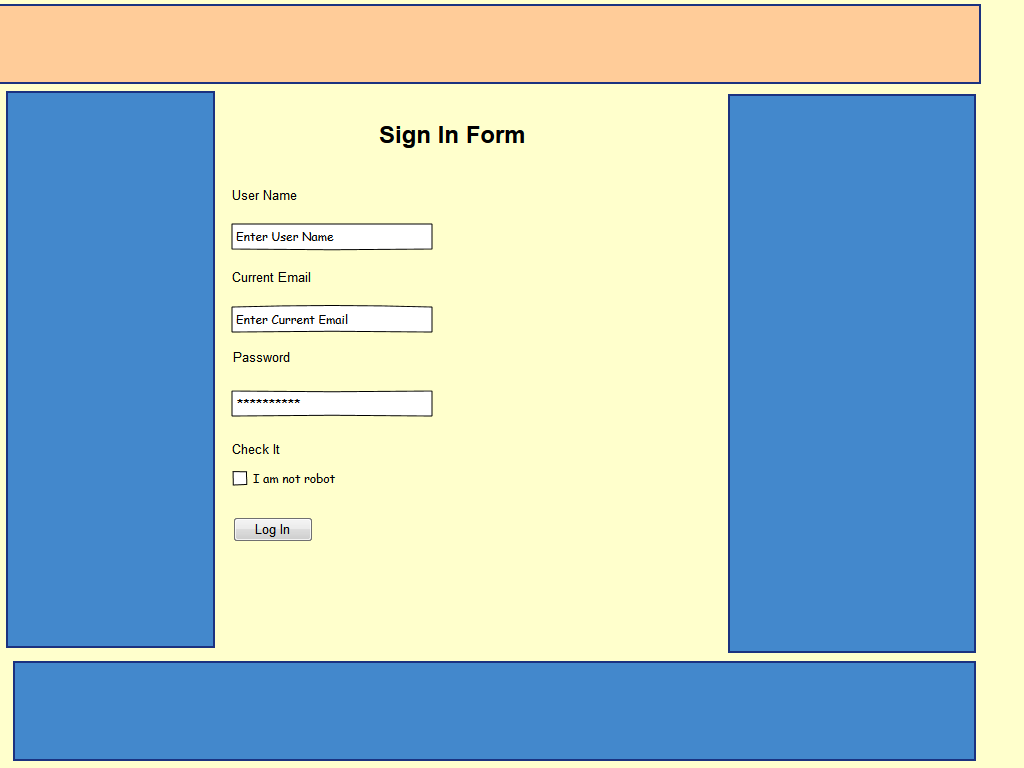 Sign In Form
User Name
Enter User Name
Current Email
Enter Current Email
Password
**********
Check It
I am not robot
Log In